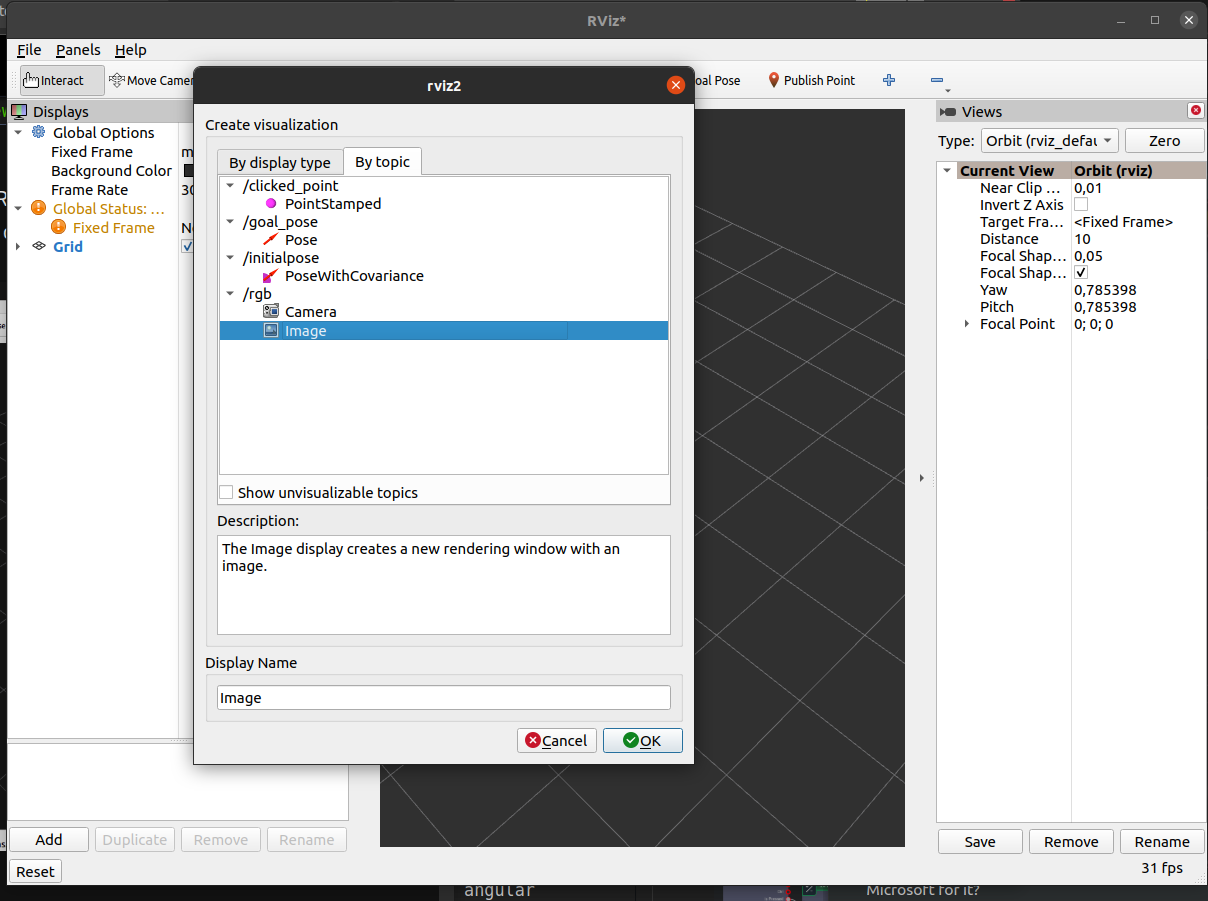 RViz*
File Panels Help
Interact Move Camer
oal Pose Publish Point
Displays
Global Options
Fixed Frame m
Background Color
Frame Rate 30
Global Status: ...
Fixed Frame
Grid
rviz2
Create visualization
By display type By topic
/clicked_point
PointStamped
/goal_pose
Pose
/initialpose
PoseWithCovariance
/rgb
Camera
Image
Show unvisualizable topics
Description:
The Image display creates a new rendering window with an
image.
Display Name
Image
Cancel OK
Views
Type: Orbit (rviz_defau Zero
Current View Orbit (rviz)
Near Clip ... 0,01
Invert Z Axis
Target Fra... <Fixed Frame>
Distance 10
Focal Shap... 0,05
Focal Shap...
Yaw 0,785398
Pitch 0,785398
Focal Point 0; 0; 0
Add Duplicate Remove Rename
Save Remove Rename
Reset
31 fps
angular
Microsoft for it?